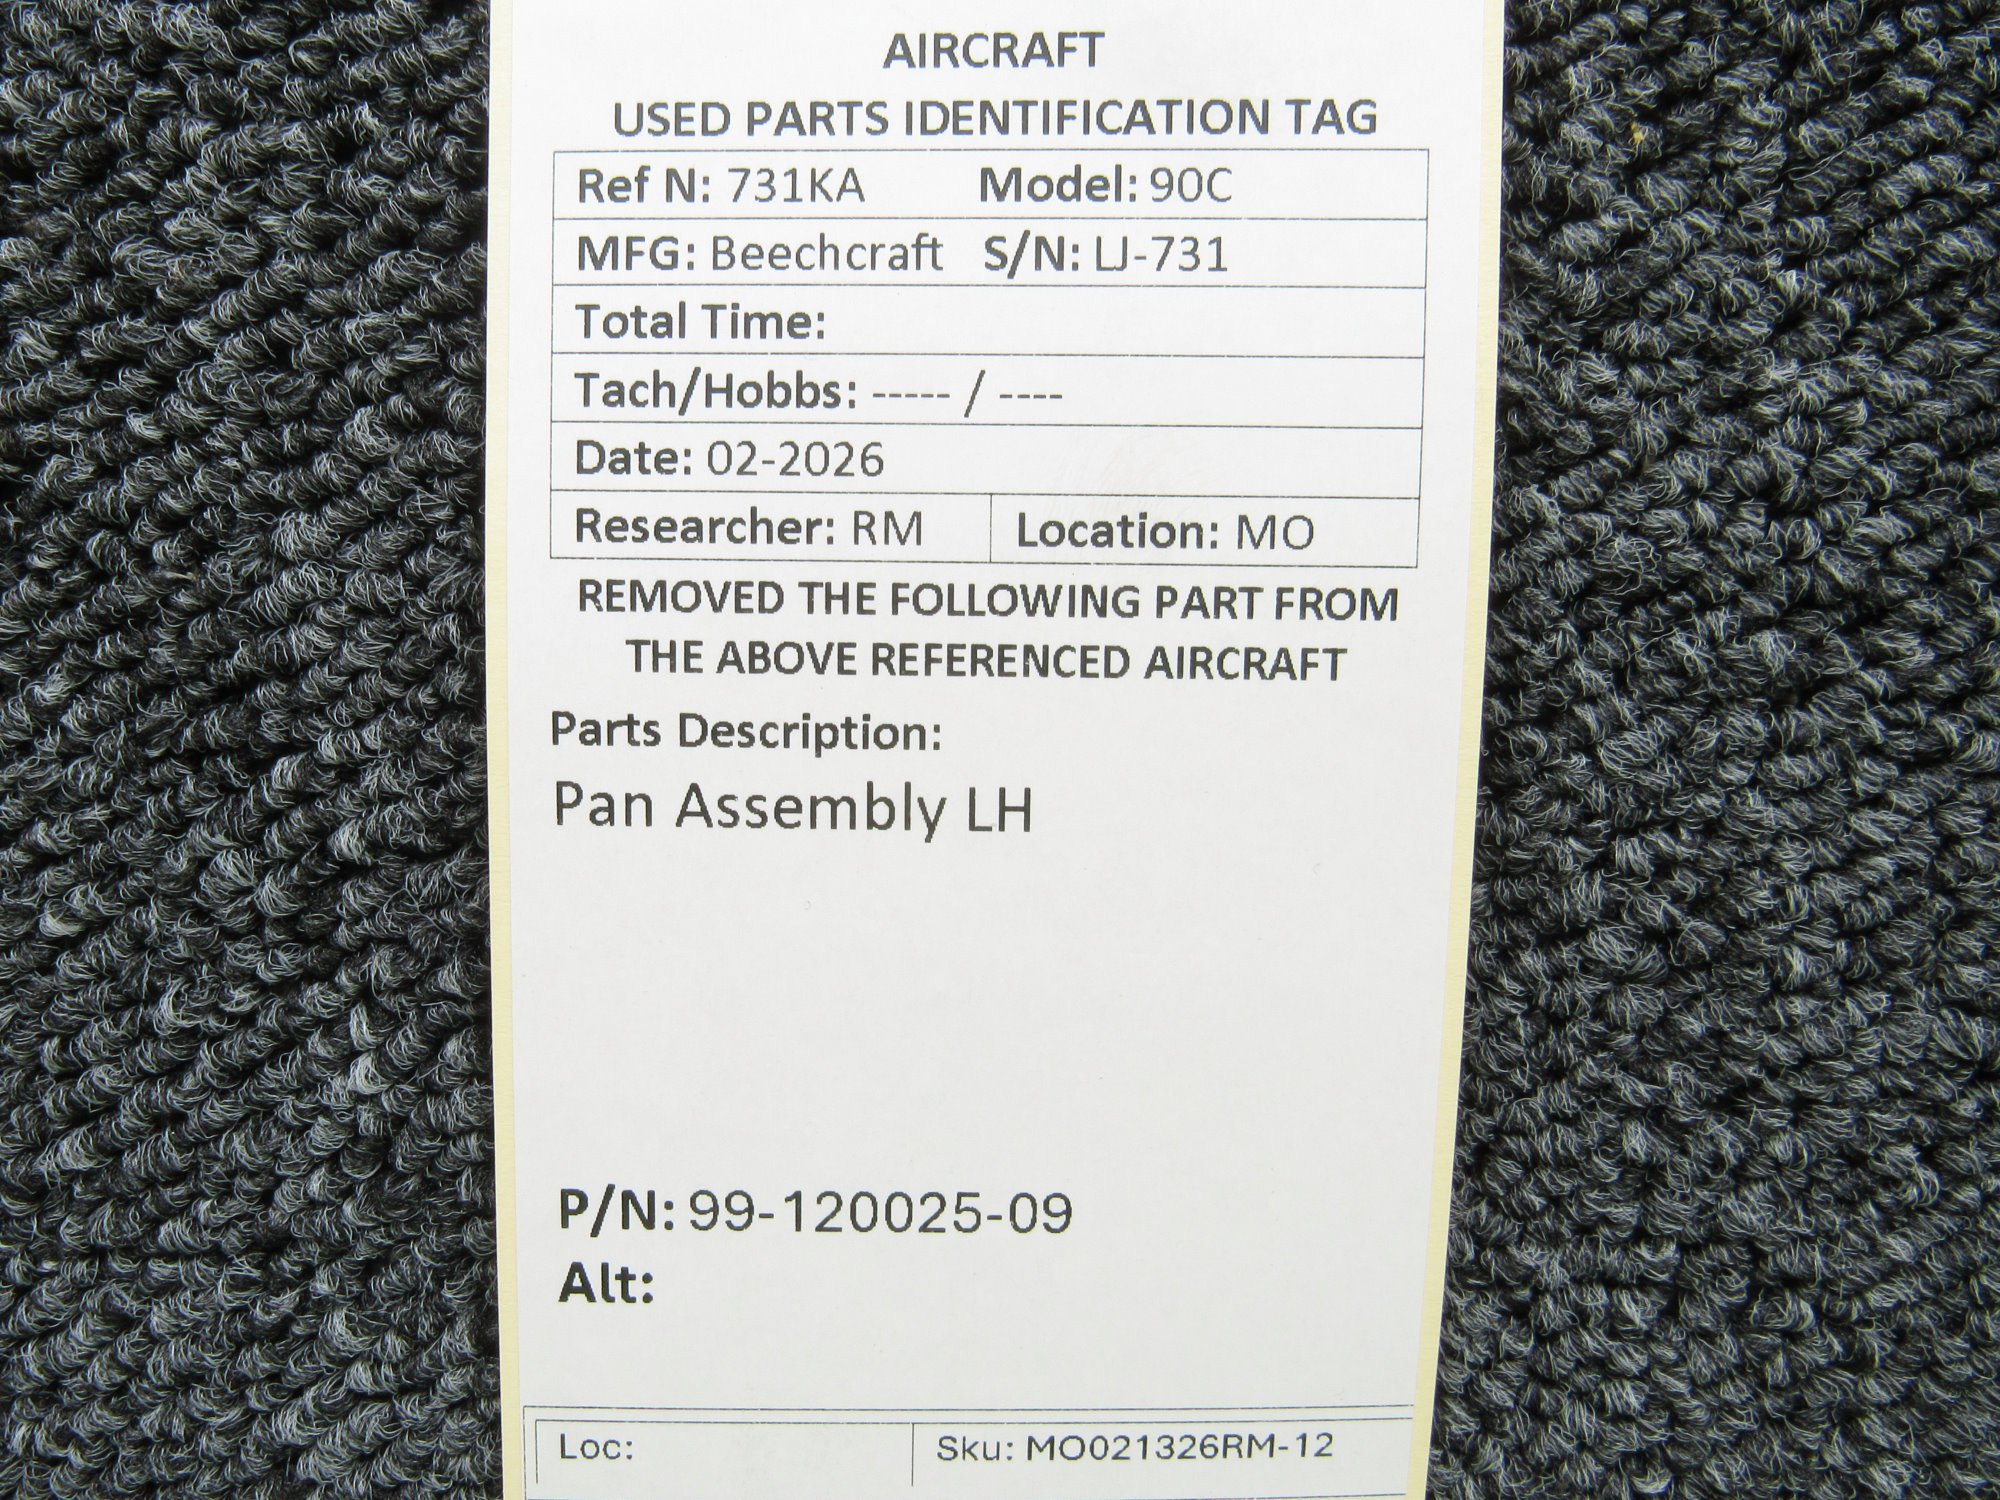 AIRCRAFT
USED PARTS IDENTIFICATION TAG
Ref N: 731KA Model: 90C
MFG: Beechcraft S/N: LJ-731
Total Time:
Tach/Hobbs: ----- / ----
Date: 02-2026
Researcher: RM Location: MO
REMOVED THE FOLLOWING PART FROM
THE ABOVE REFERENCED AIRCRAFT
Parts Description:
Pan Assembly LH
P/N: 99-120025-09
Alt:
Loc: Sku: MO021326RM-12